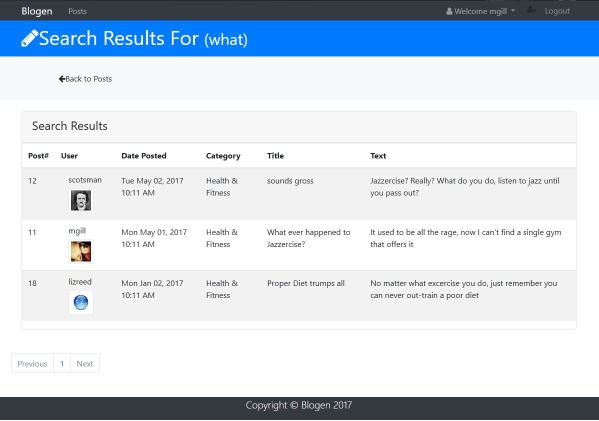 Blogen Posts Welcome mgill Logout
Search Results For (what)
Back to Posts
Search Results
Post# User Date Posted Category Title Text
12 scotsman Tue May 02, 2017 Health & sounds gross Jazzercise? Really? What do you do, listen to jazz until
10:11 AM Fitness you pass out?
11 mgill Mon May 01, 2017 Health & What ever happened to It used to be all the rage, now I can't find a single gym
10:11 AM Fitness Jazzercise? that offers it
18 lizreed Mon Jan 02, 2017 Health & Proper Diet trumps all No matter what excercise you do, just remember you
10:11 AM Fitness can never out-train a poor diet
Previous 1 Next
Copyright © Blogen 2017